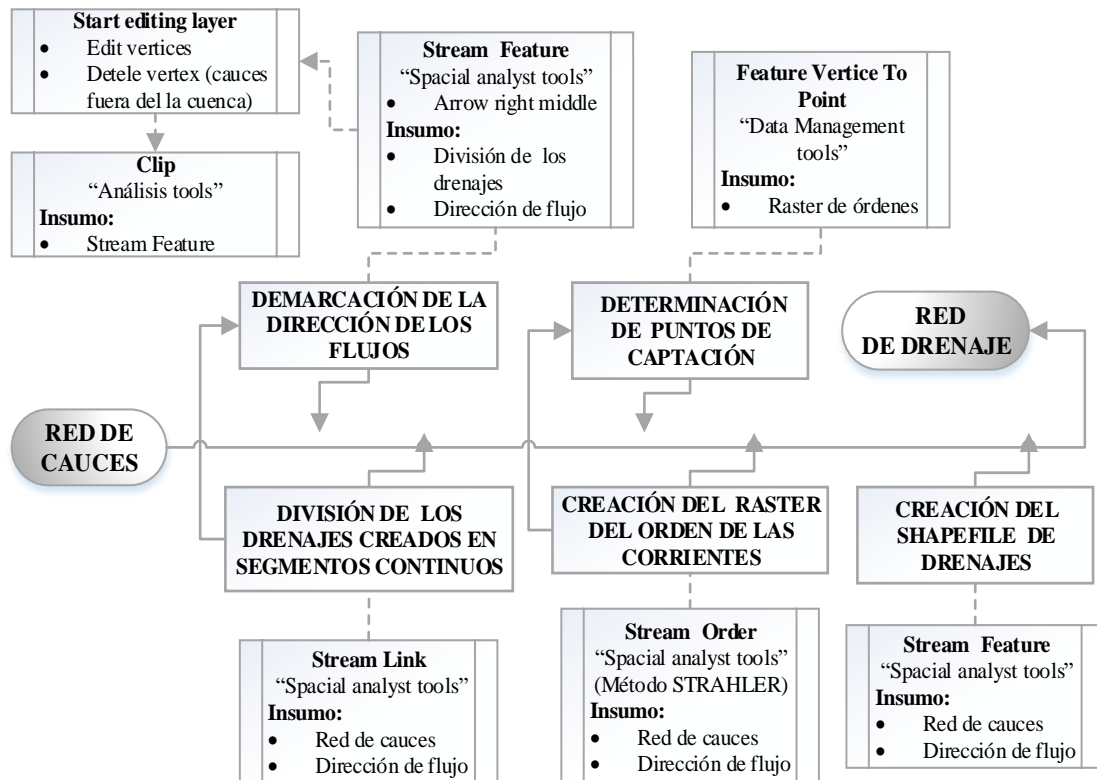 Start editing layer
• Edit vertices
• Detele vertex (cauces
fuera del la cuenca)
Clip
“Análisis tools”
Insumo:
• Stream Feature
Stream Feature
“Spacial analyst tools”
• Arrow right middle
Insumo:
• División de los
drenajes
• Dirección de flujo
Feature Vertice To
Point
“Data Management
tools”
Insumo:
• Raster de órdenes
DEMARCACIÓN DE LA
DIRECCIÓN DE LOS
FLUJOS
DETERMINACIÓN
DE PUNTOS DE
CAPTACIÓN
RED
DE DRENAJE
RED DE
CAUCES
DIVISIÓN DE LOS
DRENAJES CREADOS EN
SEGMENTOS CONTINUOS
CREACIÓN DEL RASTER
DEL ORDEN DE LAS
CORRIENTES
CREACIÓN DEL
SHAPEFILE DE
DRENAJES
Stream Link
“Spacial analyst tools”
Insumo:
• Red de cauces
• Dirección de flujo
Stream Order
“Spacial analyst tools”
(Método STRAHLER)
Insumo:
• Red de cauces
• Dirección de flujo
Stream Feature
“Spacial analyst tools”
Insumo:
• Red de cauces
• Dirección de flujo